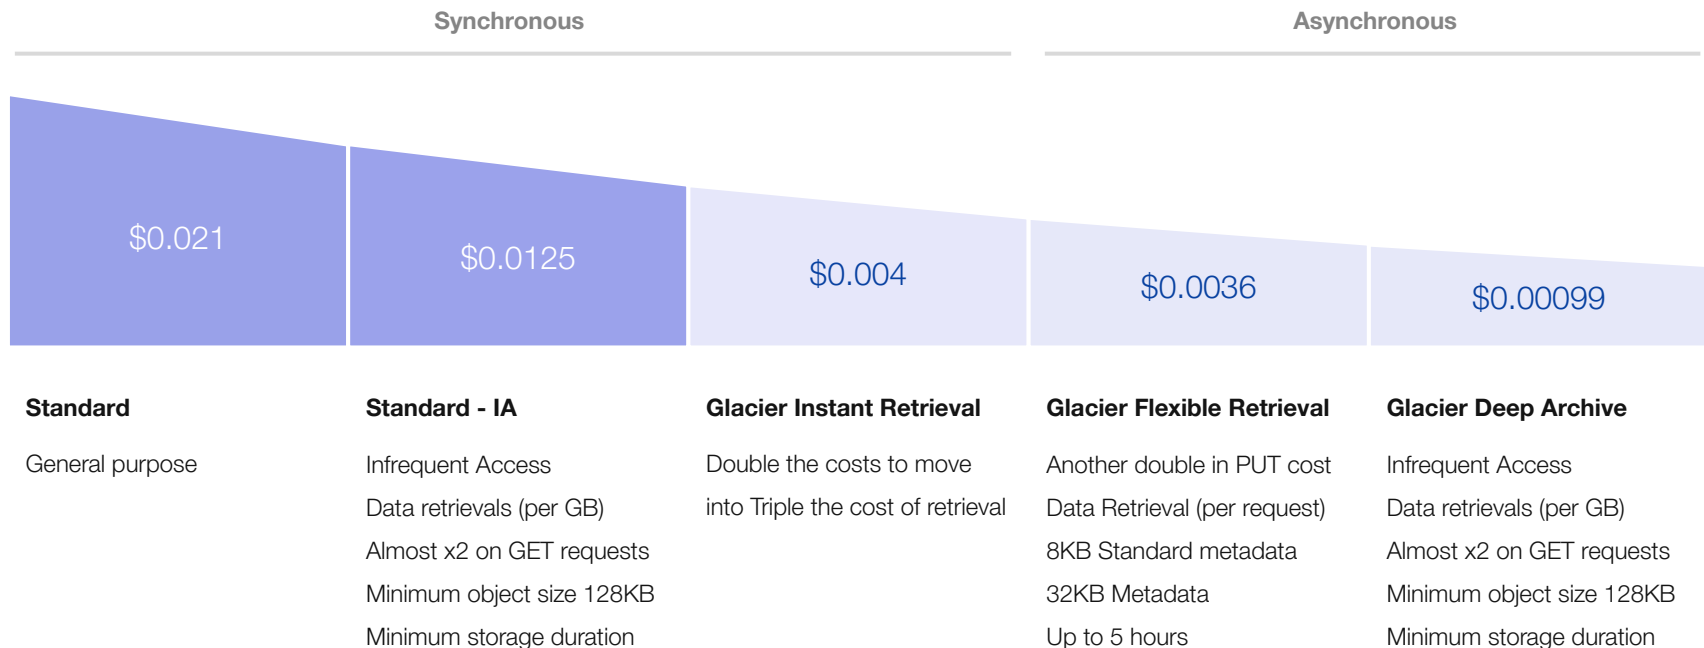 Synchronous
Asynchronous
$0.021
$0.0125
$0.004
$0.0036
$0.00099
Standard
General purpose
Standard - IA
Infrequent Access
Data retrievals (per GB)
Almost x2 on GET requests
Minimum object size 128KB
Minimum storage duration
Glacier Instant Retrieval
Double the costs to move
into Triple the cost of retrieval
Glacier Flexible Retrieval
Another double in PUT cost
Data Retrieval (per request)
8KB Standard metadata
32KB Metadata
Up to 5 hours
Glacier Deep Archive
Infrequent Access
Data retrievals (per GB)
Almost x2 on GET requests
Minimum object size 128KB
Minimum storage duration